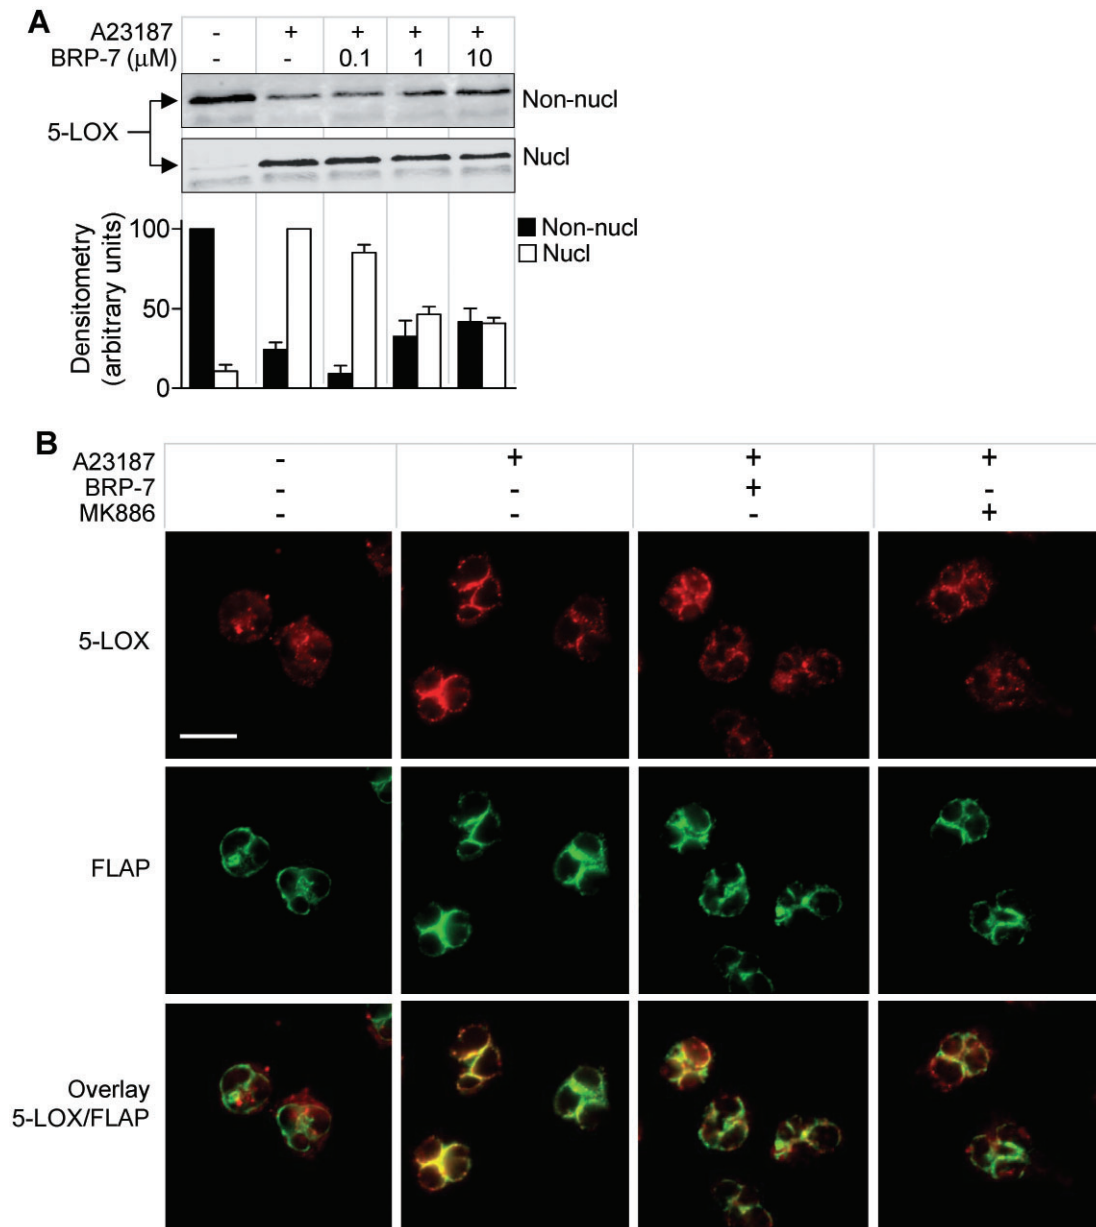 A
A23187 - + + + +
BRP-7 (μM) - - 0.1 1 10
5-LOX
Non-nucl
Nucl
Densitometry
(arbitrary units)
100
50
0
Non-nucl
Nucl
B
A23187 - + + +
BRP-7 - - + -
MK886 - - - +
5-LOX
FLAP
Overlay
5-LOX/FLAP